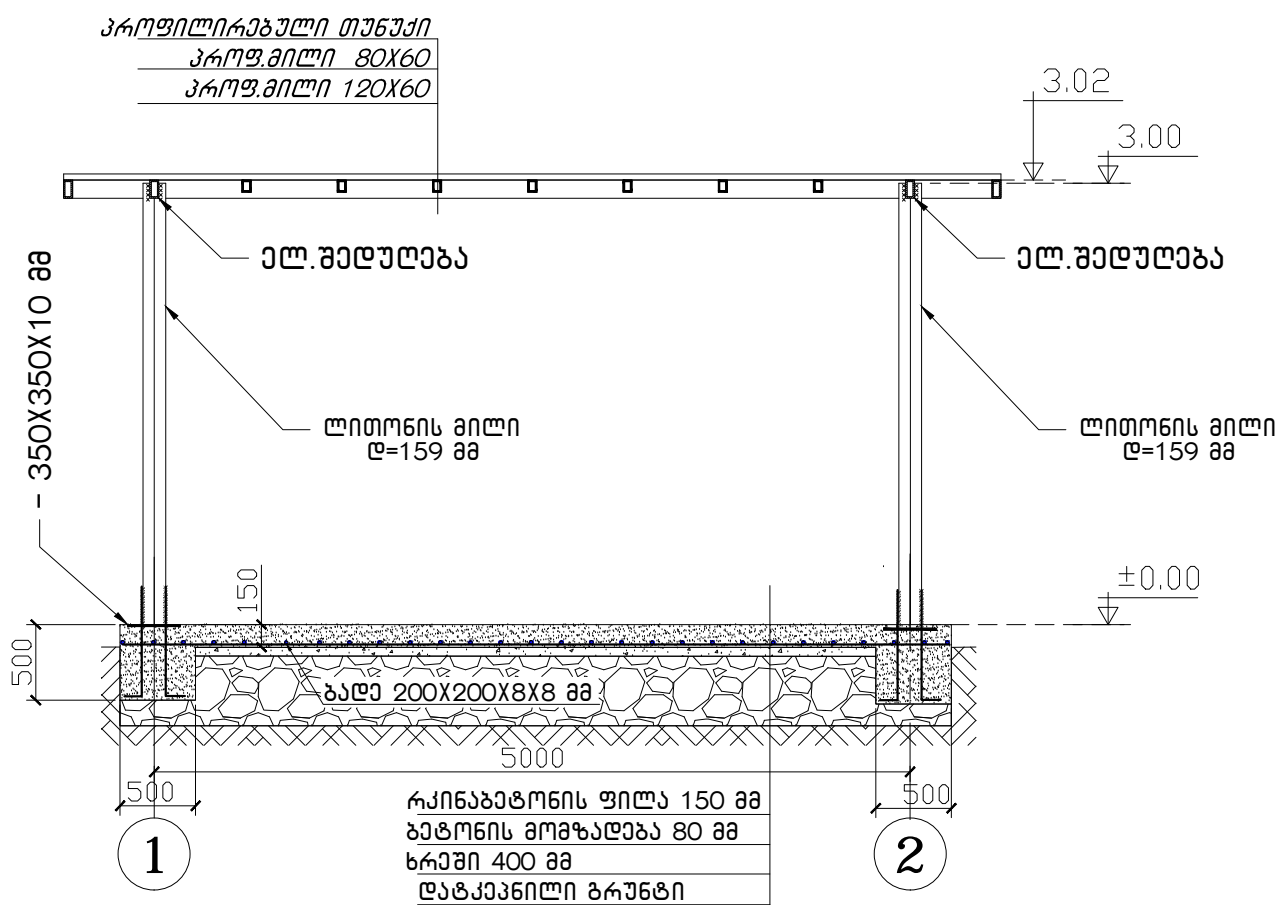 პროფილირებული თუნუქი
პროფ.მილი 80X60
პროფ.მილი 120X60
3.02
3.00
ელ.შედუღება
ელ.შედუღება
- 350X350X10 მმ
ლითონის მილი
დ=159 მმ
ლითონის მილი
დ=159 მმ
150
±0.00
500
ბადე 200X200X8X8 მმ
5000
500
500
რკინაბეტონის ფილა 150 მმ
ბეტონის მომზადება 80 მმ
ხრეში 400 მმ
დატკეპნილი გრუნტი
1
2